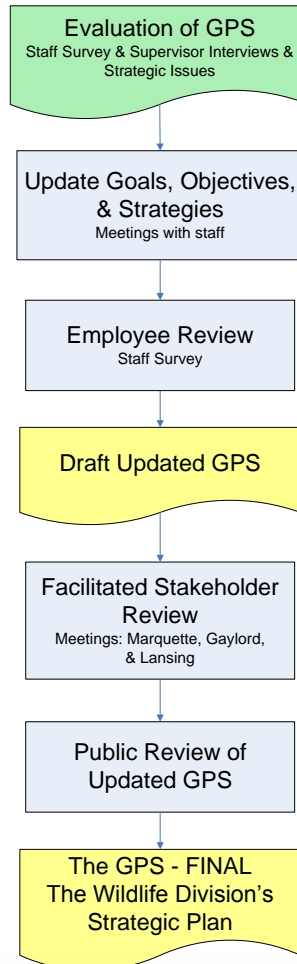 Evaluation of GPS
Staff Survey & Supervisor Interviews &
Strategic Issues
Update Goals, Objectives,
& Strategies
Meetings with staff
Employee Review
Staff Survey
Draft Updated GPS
Facilitated Stakeholder
Review
Meetings: Marquette, Gaylord,
& Lansing
Public Review of
Updated GPS
The GPS - FINAL
The Wildlife Division's
Strategic Plan